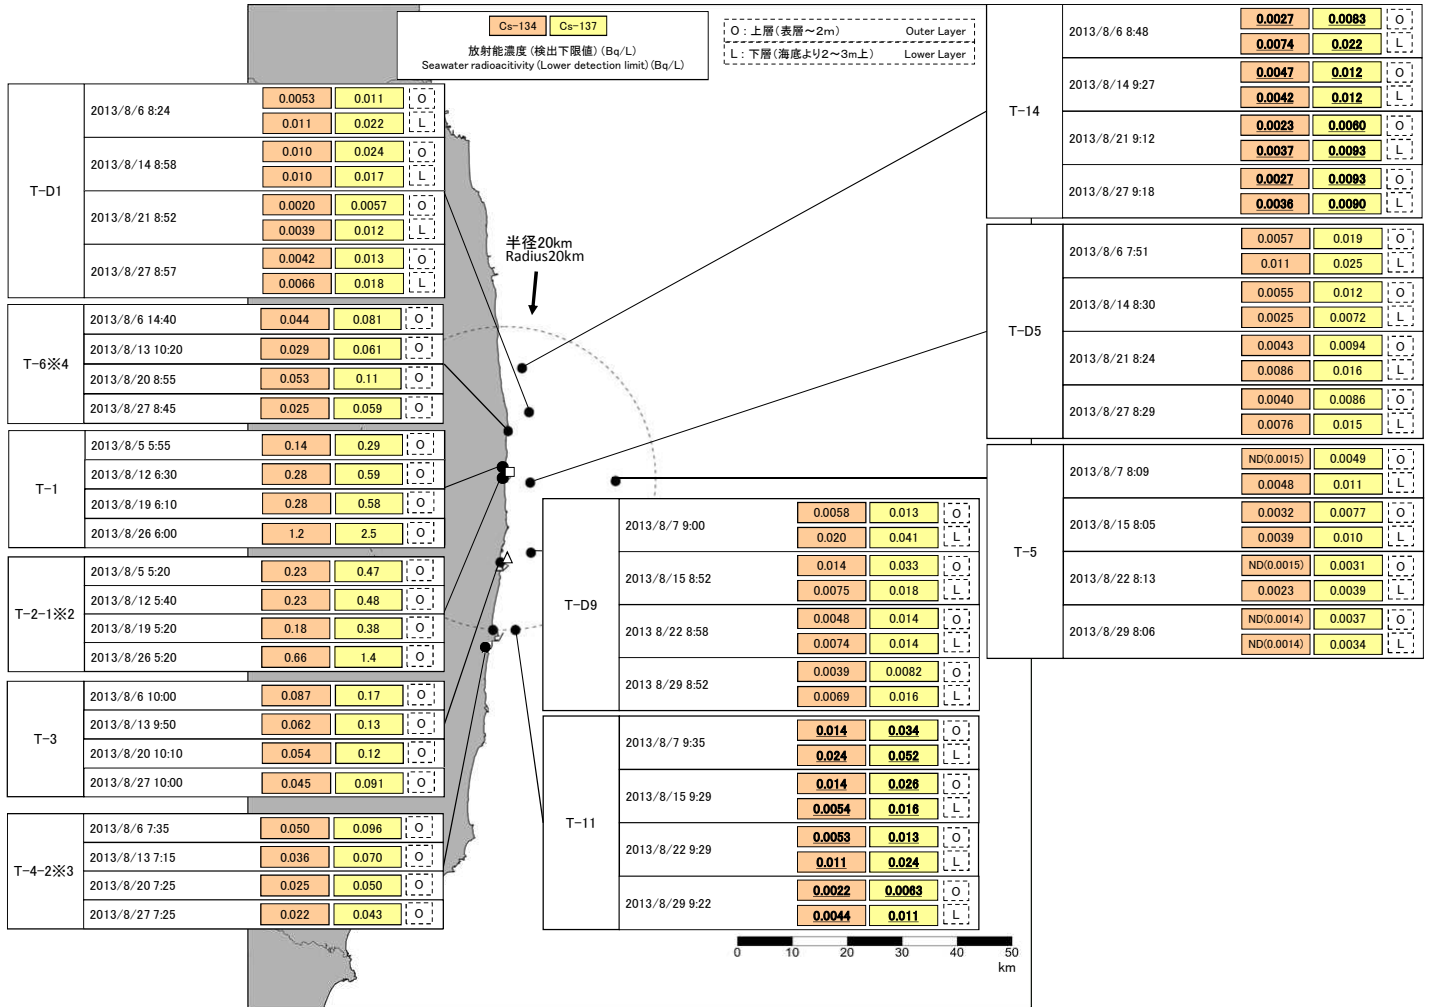 Cs-134 Cs-137
放射能濃度(検出下限値)(Bq/L)
Seawater radioacitivity(Lower detection limit)(Bq/L)
O:上層(表層～2m) Outer Layer
L:下層(海底より2～3m上) Lower Layer
半径20km
Radius20km
T-D1
2013/8/6 8:24
0.0053 0.011 O
0.011 0.022 L
2013/8/14 8:58
0.010 0.024 O
0.010 0.017 L
2013/8/21 8:52
0.0020 0.0057 O
0.0039 0.012 L
2013/8/27 8:57
0.0042 0.013 O
0.0066 0.018 L
T-6※4
2013/8/6 14:40 0.044 0.081 O
2013/8/13 10:20 0.029 0.061 O
2013/8/20 8:55 0.053 0.11 O
2013/8/27 8:45 0.025 0.059 O
T-1
2013/8/5 5:55 0.14 0.29 O
2013/8/12 6:30 0.28 0.59 O
2013/8/19 6:10 0.28 0.58 O
2013/8/26 6:00 1.2 2.5 O
T-2-1※2
2013/8/5 5:20 0.23 0.47 O
2013/8/12 5:40 0.23 0.48 O
2013/8/19 5:20 0.18 0.38 O
2013/8/26 5:20 0.66 1.4 O
T-3
2013/8/6 10:00 0.087 0.17 O
2013/8/13 9:50 0.062 0.13 O
2013/8/20 10:10 0.054 0.12 O
2013/8/27 10:00 0.045 0.091 O
T-4-2※3
2013/8/6 7:35 0.050 0.096 O
2013/8/13 7:15 0.036 0.070 O
2013/8/20 7:25 0.025 0.050 O
2013/8/27 7:25 0.022 0.043 O
T-D9
2013/8/7 9:00
0.0058 0.013 O
0.020 0.041 L
2013/8/15 8:52
0.014 0.033 O
0.0075 0.018 L
2013 8/22 8:58
0.0048 0.014 O
0.0074 0.014 L
2013 8/29 8:52
0.0039 0.0082 O
0.0069 0.016 L
T-11
2013/8/7 9:35
0.014 0.034 O
0.024 0.052 L
2013/8/15 9:29
0.014 0.026 O
0.0054 0.016 L
2013/8/22 9:29
0.0053 0.013 O
0.011 0.024 L
2013/8/29 9:22
0.0022 0.0063 O
0.0044 0.011 L
T-14
2013/8/6 8:48
0.0027 0.0083 O
0.0074 0.022 L
2013/8/14 9:27
0.0047 0.012 O
0.0042 0.012 L
2013/8/21 9:12
0.0023 0.0060 O
0.0037 0.0093 L
2013/8/27 9:18
0.0027 0.0093 O
0.0036 0.0090 L
T-D5
2013/8/6 7:51
0.0057 0.019 O
0.011 0.025 L
2013/8/14 8:30
0.0055 0.012 O
0.0025 0.0072 L
2013/8/21 8:24
0.0043 0.0094 O
0.0086 0.016 L
2013/8/27 8:29
0.0040 0.0086 O
0.0076 0.015 L
T-5
2013/8/7 8:09
ND(0.0015) 0.0049 O
0.0048 0.011 L
2013/8/15 8:05
0.0032 0.0077 O
0.0039 0.010 L
2013/8/22 8:13
ND(0.0015) 0.0031 O
0.0023 0.0039 L
2013/8/29 8:06
ND(0.0014) 0.0037 O
ND(0.0014) 0.0034 L
0 10 20 30 40 50
km